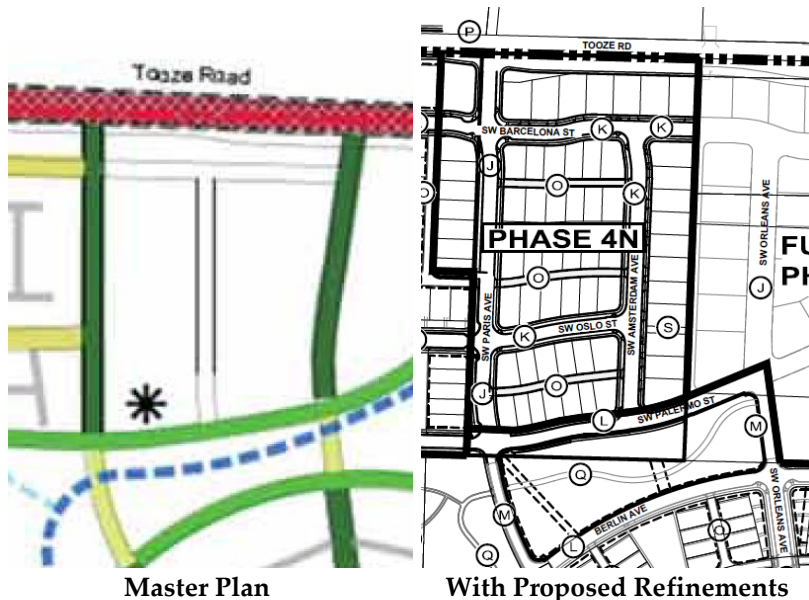 Tooze Road
P
TOOZE RD
SW BARCELONA ST
K
K
J
O
O
K
PHASE 4N
SW ORLEANS AVE
FU
PH
O
J
SW PARIS AVE
SW AMSTERDAM AVE
SW OSLO ST
K
S
J
O
L
SW PALERMO ST
M
Q
SW ORLEANS AVE
M
BERLIN AVE
O
L
Q
Master Plan
With Proposed Refinements